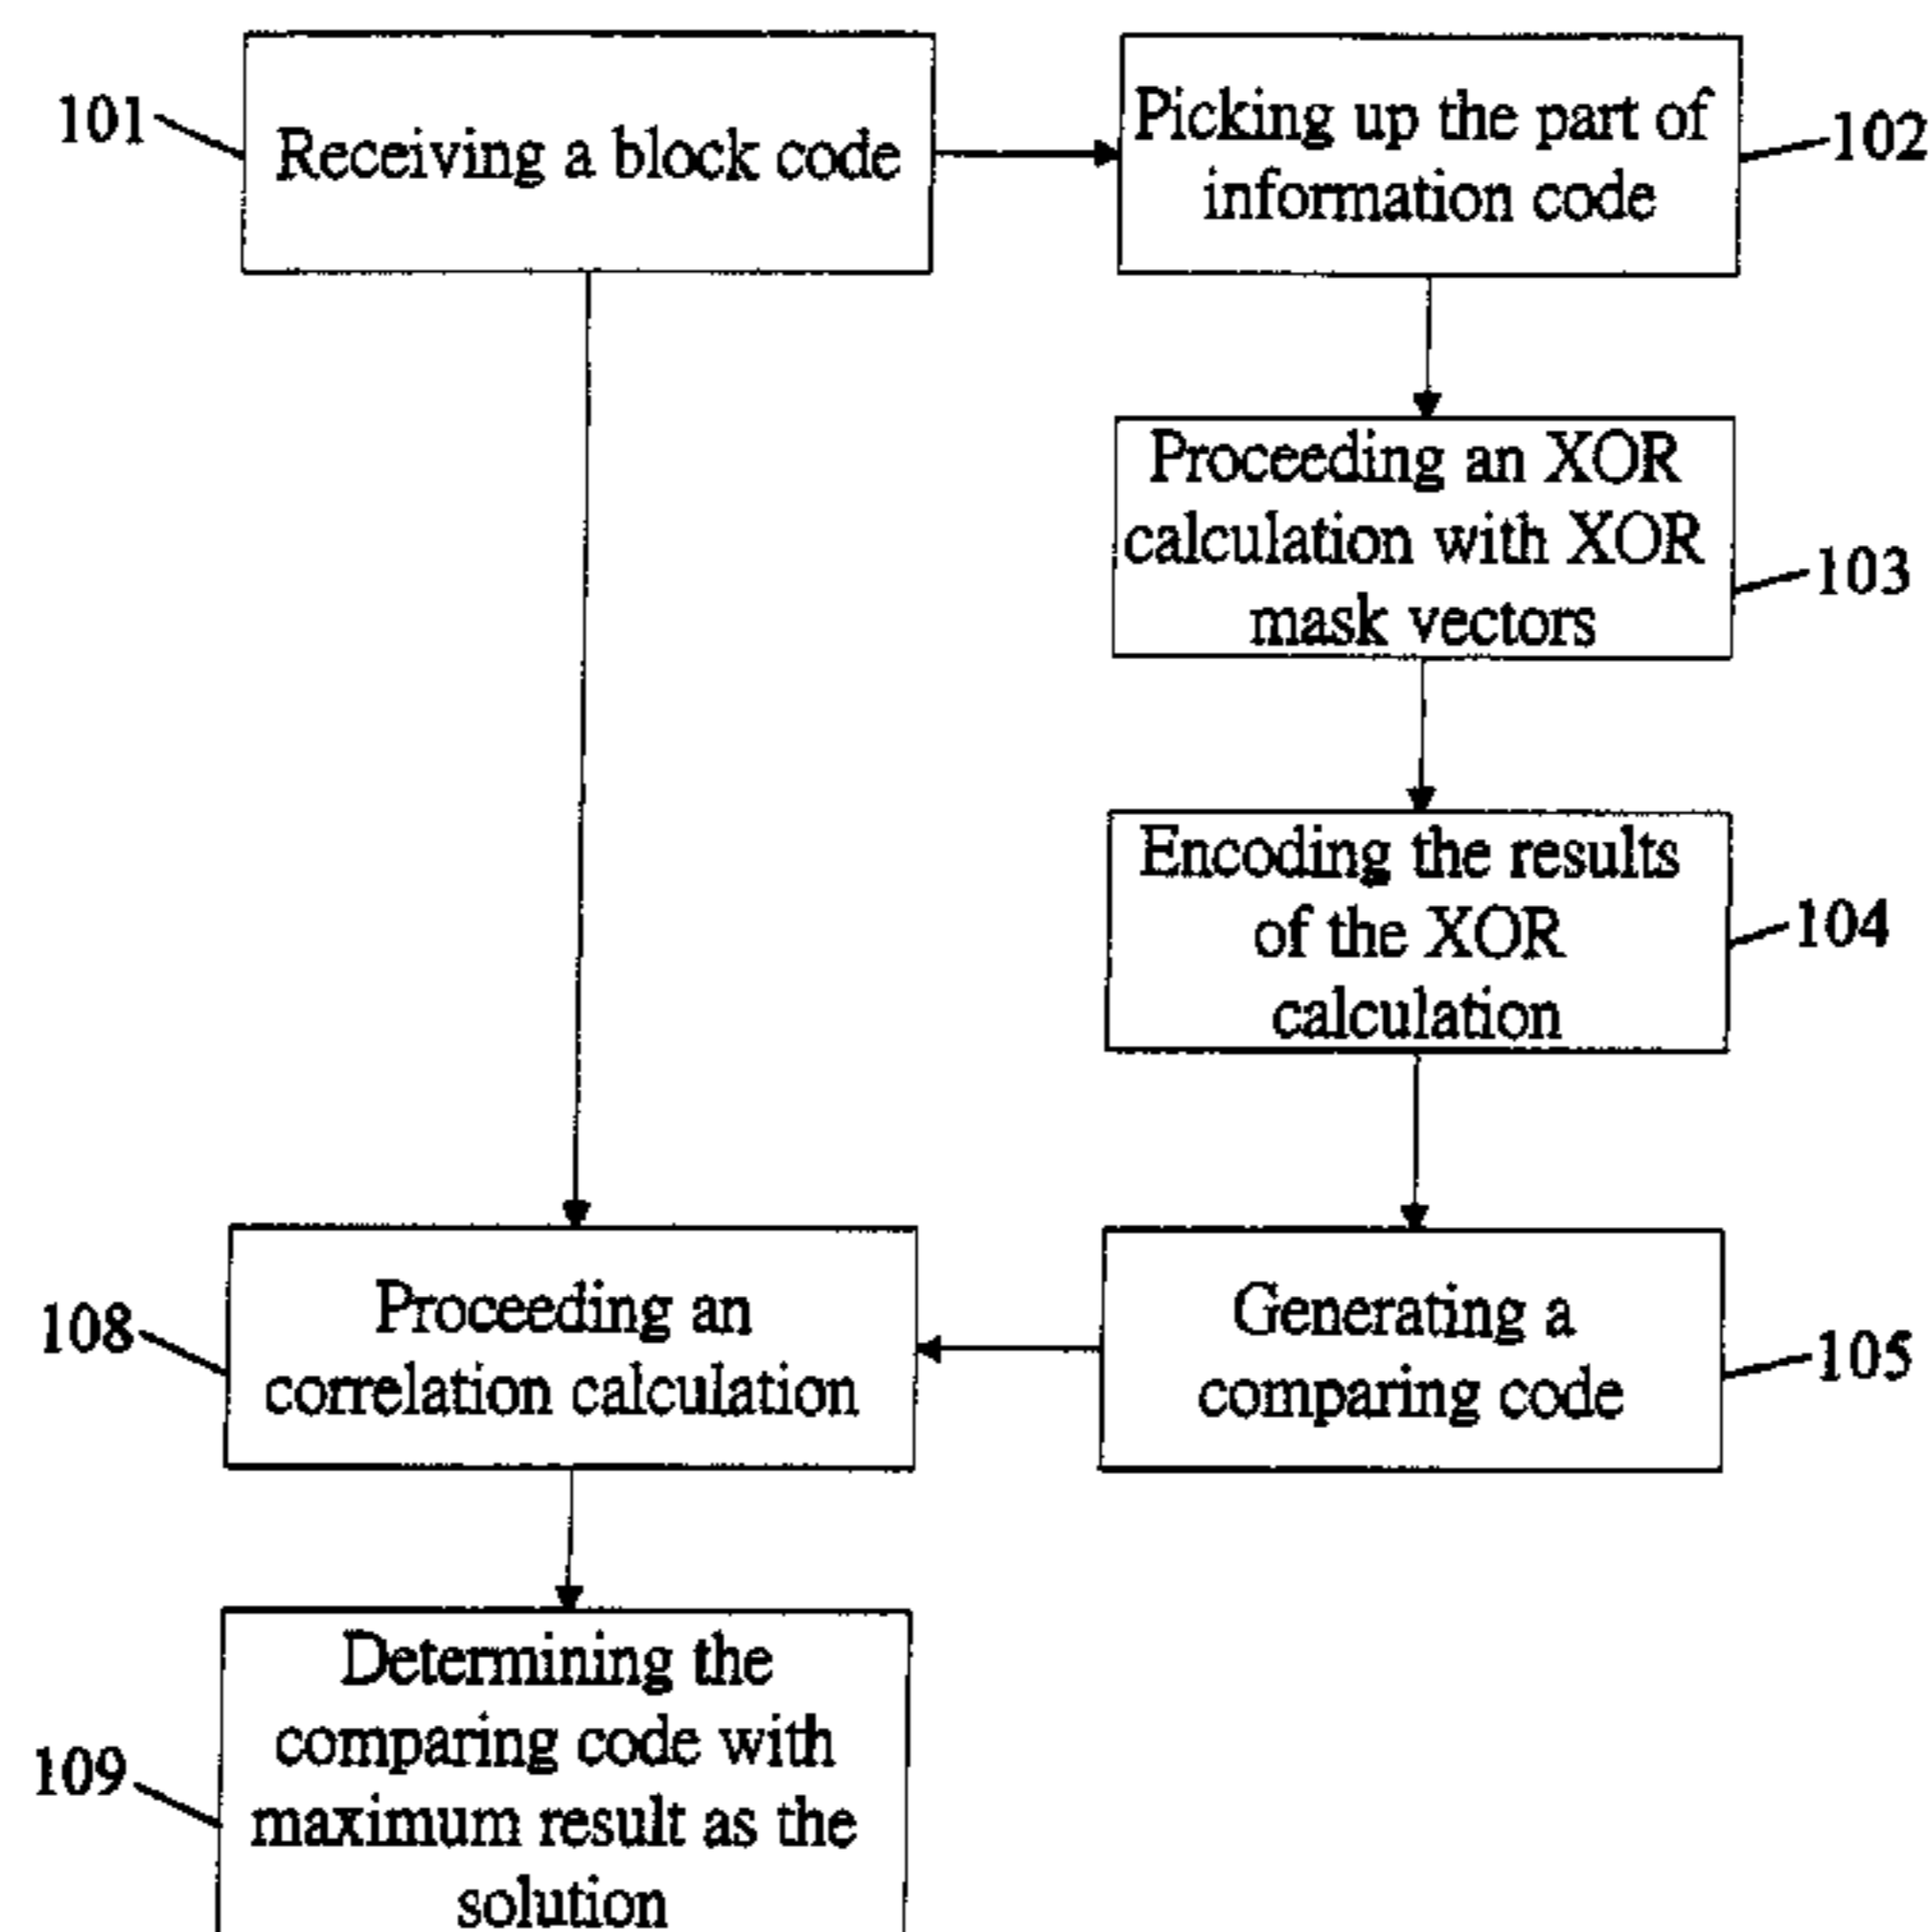 101
Receiving a block code
Picking up the part of
information code
102
Proceeding an XOR
calculation with XOR
mask vectors
103
Encoding the results
of the XOR
calculation
104
108
Proceeding an
correlation calculation
Generating a
comparing code
105
109
Determining the
comparing code with
maximum result as the
solution